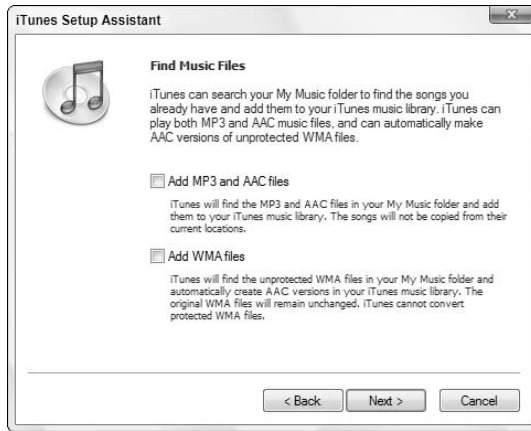 iTunes Setup Assistant
Find Music Files
iTunes can search your My Music folder to find the songs you
already have and add them to your iTunes music library. iTunes can
play both MP3 and AAC music files, and can automatically make
AAC versions of unprotected WMA files.
Add MP3 and AAC files
iTunes will find the MP3 and AAC files in your My Music folder and add
them to your iTunes music library. The songs will not be copied from their
current locations.
Add WMA files
iTunes will find the unprotected WMA files in your My Music folder and
automatically create AAC versions in your iTunes music library. The
original WMA files will remain unchanged. iTunes cannot convert
protected WMA files.
< Back Next > Cancel